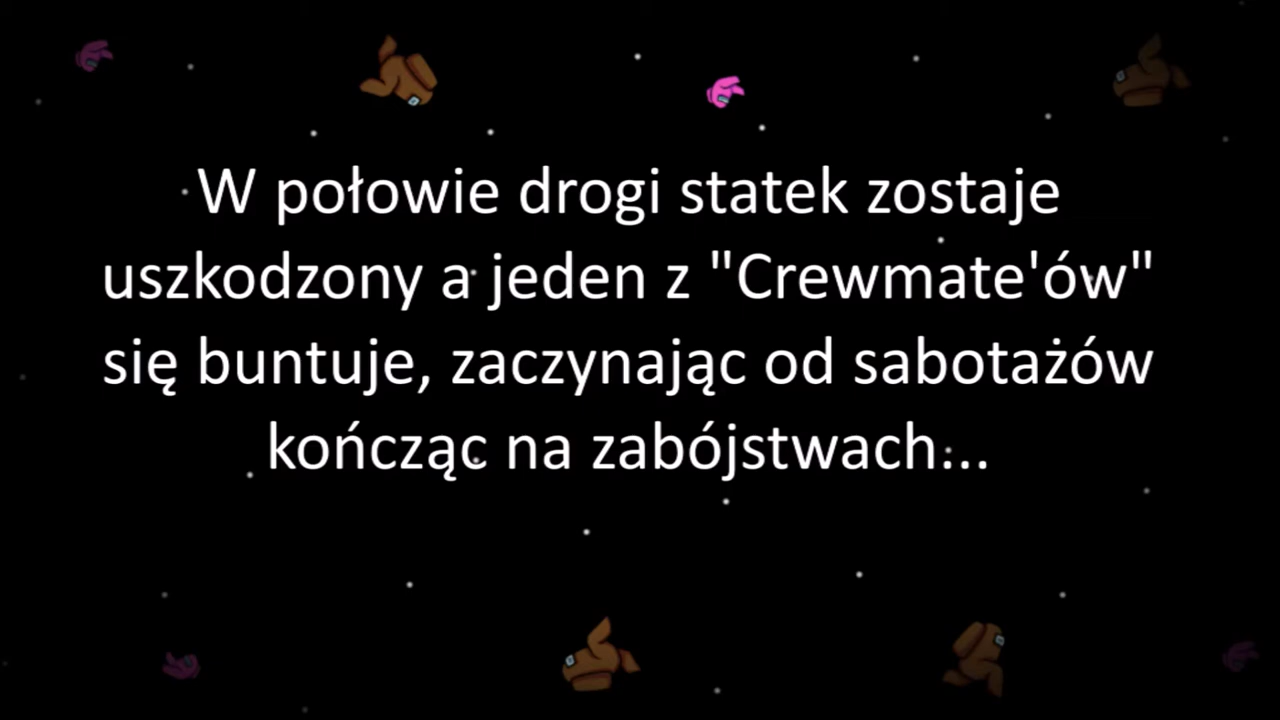 W połowie drogi statek zostaje
uszkodzony a jeden z "Crewmate'ów"
się buntuje, zaczynając od sabotażów
kończąc na zabójstwach...